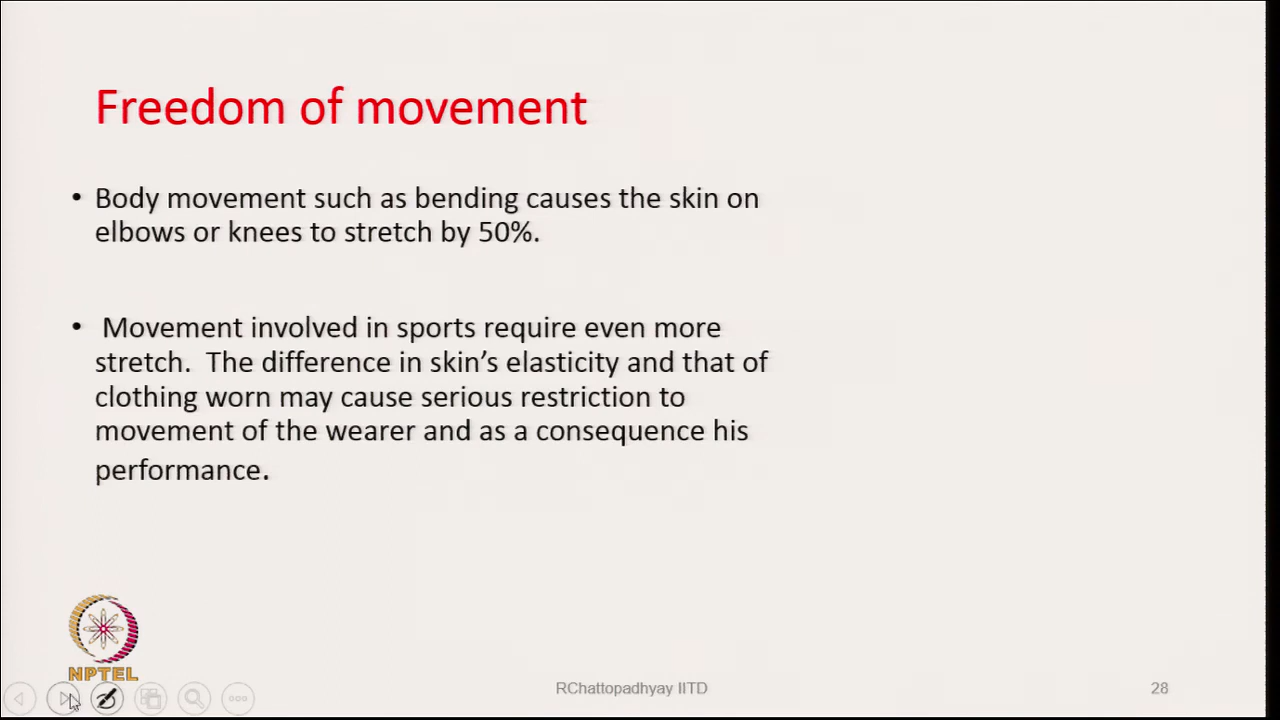 Freedom of movement
• Body movement such as bending causes the skin on
elbows or knees to stretch by 50%.
• Movement involved in sports require even more
stretch. The difference in skin’s elasticity and that of
clothing worn may cause serious restriction to
movement of the wearer and as a consequence his
performance.
NPTEL
RChattopadhyay IITD
28